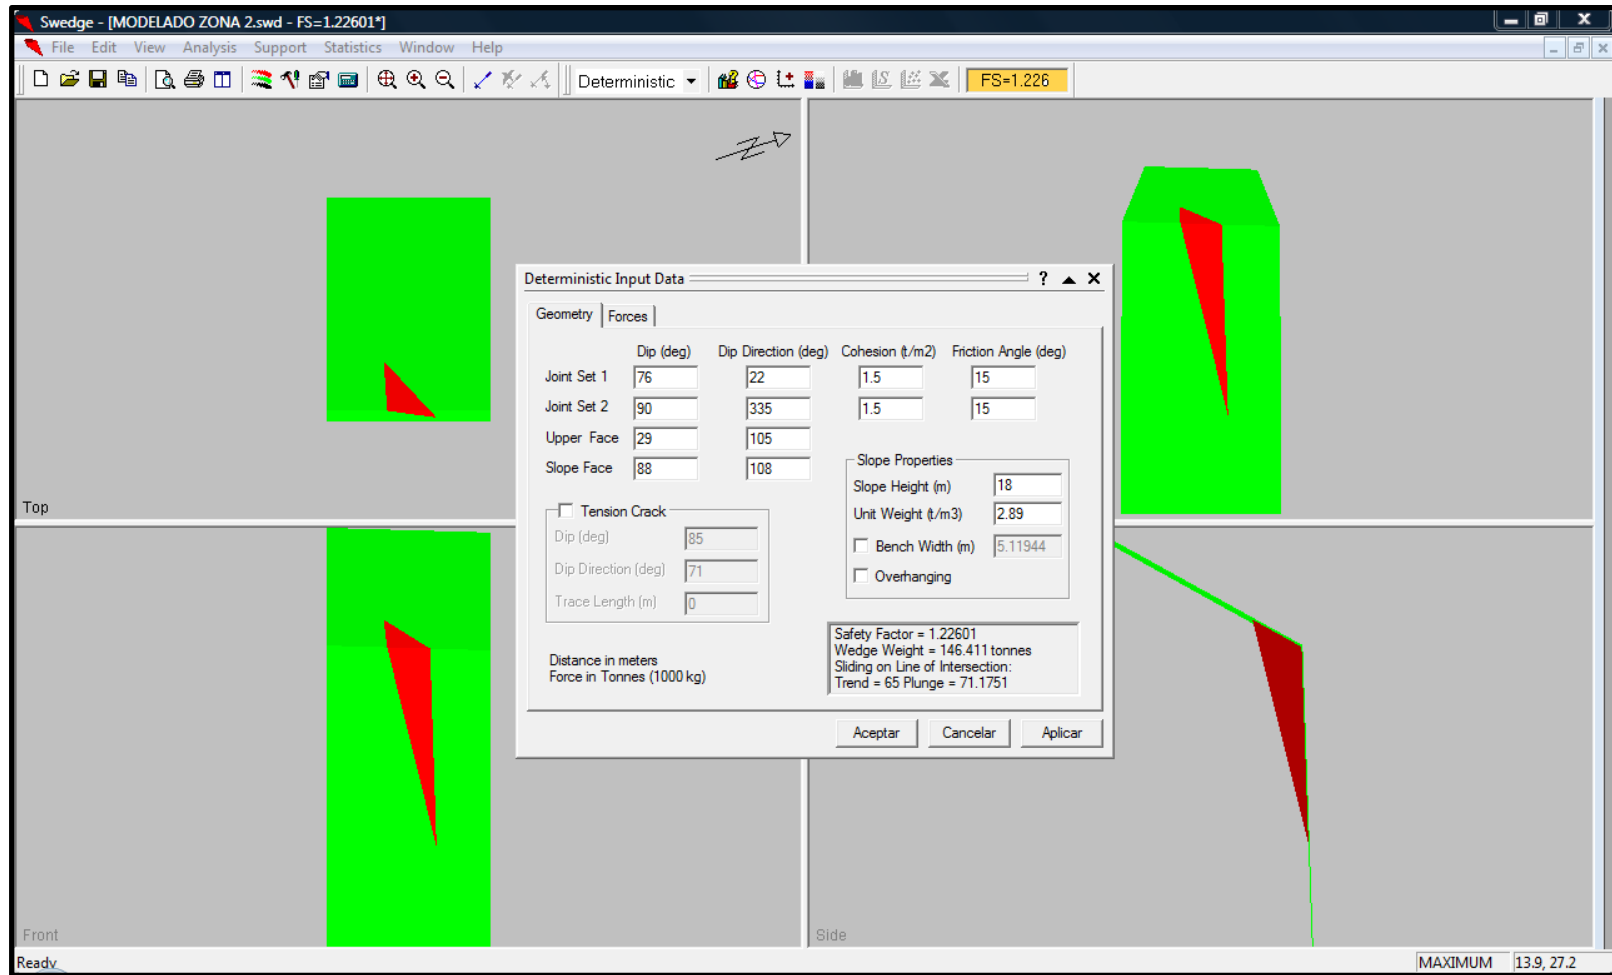 Swedge - [MODELADO ZONA 2.swd - FS=1.22601*]
File Edit View Analysis Support Statistics Window Help
Deterministic FS=1.226
Top
Deterministic Input Data
Geometry Forces
Dip (deg) Dip Direction (deg) Cohesion (t/m2) Friction Angle (deg)
Joint Set 1 76 22 1.5 15
Joint Set 2 90 335 1.5 15
Upper Face 29 105
Slope Face 88 108
Slope Properties
Slope Height (m) 18
Unit Weight (t/m3) 2.89
Bench Width (m) 5.11944
Overhanging
Tension Crack
Dip (deg) 85
Dip Direction (deg) 71
Trace Length (m) 0
Distance in meters
Force in Tonnes (1000 kg)
Safety Factor = 1.22601
Wedge Weight = 146.411 tonnes
Sliding on Line of Intersection:
Trend = 65 Plunge = 71.1751
Aceptar Cancelar Aplicar
Front
Side
Ready MAXIMUM 13.9, 27.2